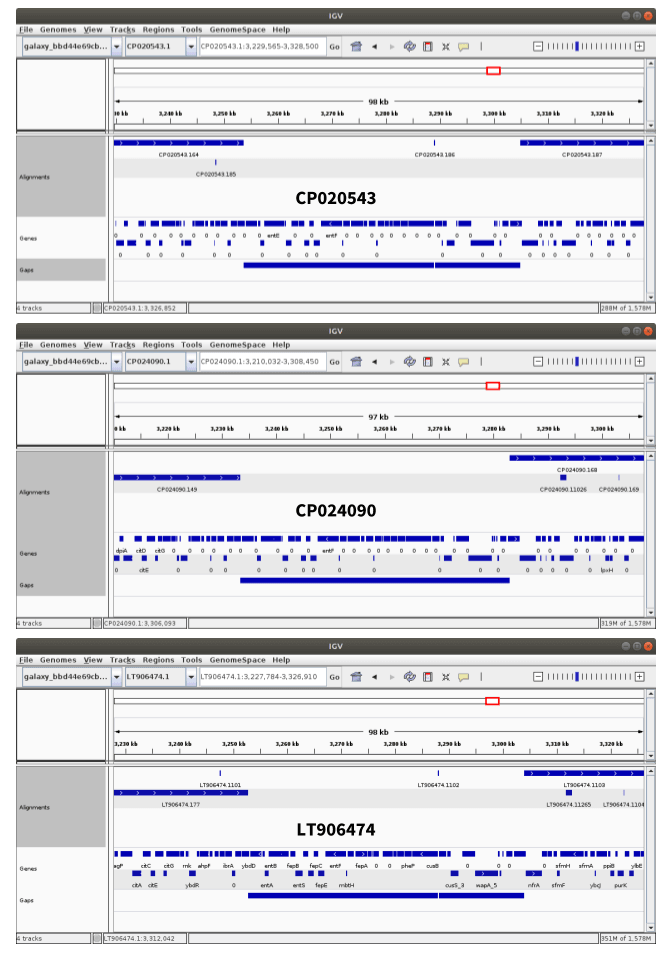 IGV
File Genomes View Tracks Regions Tools GenomeSpace Help
galaxy_bbd44e69cb... CP020543.1 CP020543.1:3,229,565-3,328,500 Go
98 kb
30 kb 3,240 kb 3,250 kb 3,260 kb 3,270 kb 3,280 kb 3,290 kb 3,300 kb 3,310 kb 3,320 kb
CP020543.164 CP020543.186 CP020543.187
Alignments
CP020543.185
CP020543
Genes
0 0 0 0 0 0 0 0 0 entE 0 0 entF 0 0 0 0 0 0 0 0 0 0 0 0 0 0 0 0 0 0 0 0
0 0 0 0 0 0 0 0 0 0 0 0 0 0 0
Gaps
4 tracks CP020543.1:3,326,852 288M of 1,578M
IGV
File Genomes View Tracks Regions Tools GenomeSpace Help
galaxy_bbd44e69cb... CP024090.1 CP024090.1:3,210,032-3,308,450 Go
97 kb
0 kb 3,220 kb 3,230 kb 3,240 kb 3,250 kb 3,260 kb 3,270 kb 3,280 kb 3,290 kb 3,300 kb
CP024090.168
Alignments
CP024090.149 CP024090.11026 CP024090.169
CP024090
dpiA citD citG 0 0 0 0 0 0 0 0 0 0 entF 0 0 0 0 0 0 0 0 0 0 0 0 0 0 0 0 0
Genes
0 citE 0 0 0 0 0 0 0 0 0 0 0 0 0 0 0 lpxH 0
Gaps
4 tracks CP024090.1:3,306,093 319M of 1,578M
IGV
File Genomes View Tracks Regions Tools GenomeSpace Help
galaxy_bbd44e69cb... LT906474.1 LT906474.1:3,227,784-3,326,910 Go
98 kb
3,230 kb 3,240 kb 3,250 kb 3,260 kb 3,270 kb 3,280 kb 3,290 kb 3,300 kb 3,310 kb 3,320 kb
LT906474.1101 LT906474.1102 LT906474.1103
Alignments
LT906474.177 LT906474.11265 LT906474.1104
LT906474
Genes
agP citC citG rnk ahpF ibrA ybdD entB fepB fepC entF fepA 0 0 pheP cusB 0 0 0 0 sfmH sfmA ppiB ylbE
citA citE ybdR 0 entA entS fepE mbtH cusS_3 wapA_5 nfrA sfmF ybcJ purK
Gaps
4 tracks LT906474.1:3,312,042 351M of 1,578M